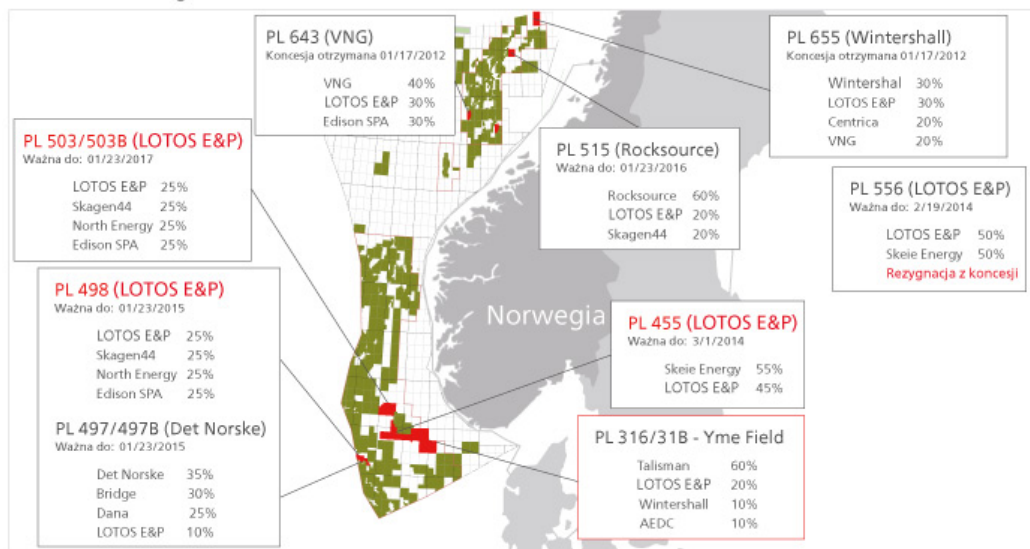 PL 643 (VNG)
Koncesja otrzymana 01/17/2012
VNG 40%
LOTOS E&P 30%
Edison SPA 30%
PL 655 (Wintershall)
Koncesja otrzymana 01/17/2012
Wintershal 30%
LOTOS E&P 30%
Centrica 20%
VNG 20%
PL 503/503B (LOTOS E&P)
Ważna do: 01/23/2017
LOTOS E&P 25%
Skagen44 25%
North Energy 25%
Edison SPA 25%
PL 515 (Rocksource)
Ważna do: 01/23/2016
Rocksource 60%
LOTOS E&P 20%
Skagen44 20%
PL 556 (LOTOS E&P)
Ważna do: 2/19/2014
LOTOS E&P 50%
Skeie Energy 50%
Rezygnacja z koncesji
PL 498 (LOTOS E&P)
Ważna do: 01/23/2015
LOTOS E&P 25%
Skagen44 25%
North Energy 25%
Edison SPA 25%
PL 497/497B (Det Norske)
Ważna do: 01/23/2015
Det Norske 35%
Bridge 30%
Dana 25%
LOTOS E&P 10%
Norwegia
PL 455 (LOTOS E&P)
Ważna do: 3/1/2014
Skeie Energy 55%
LOTOS E&P 45%
PL 316/31B - Yme Field
Talisman 60%
LOTOS E&P 20%
Wintershall 10%
AEDC 10%